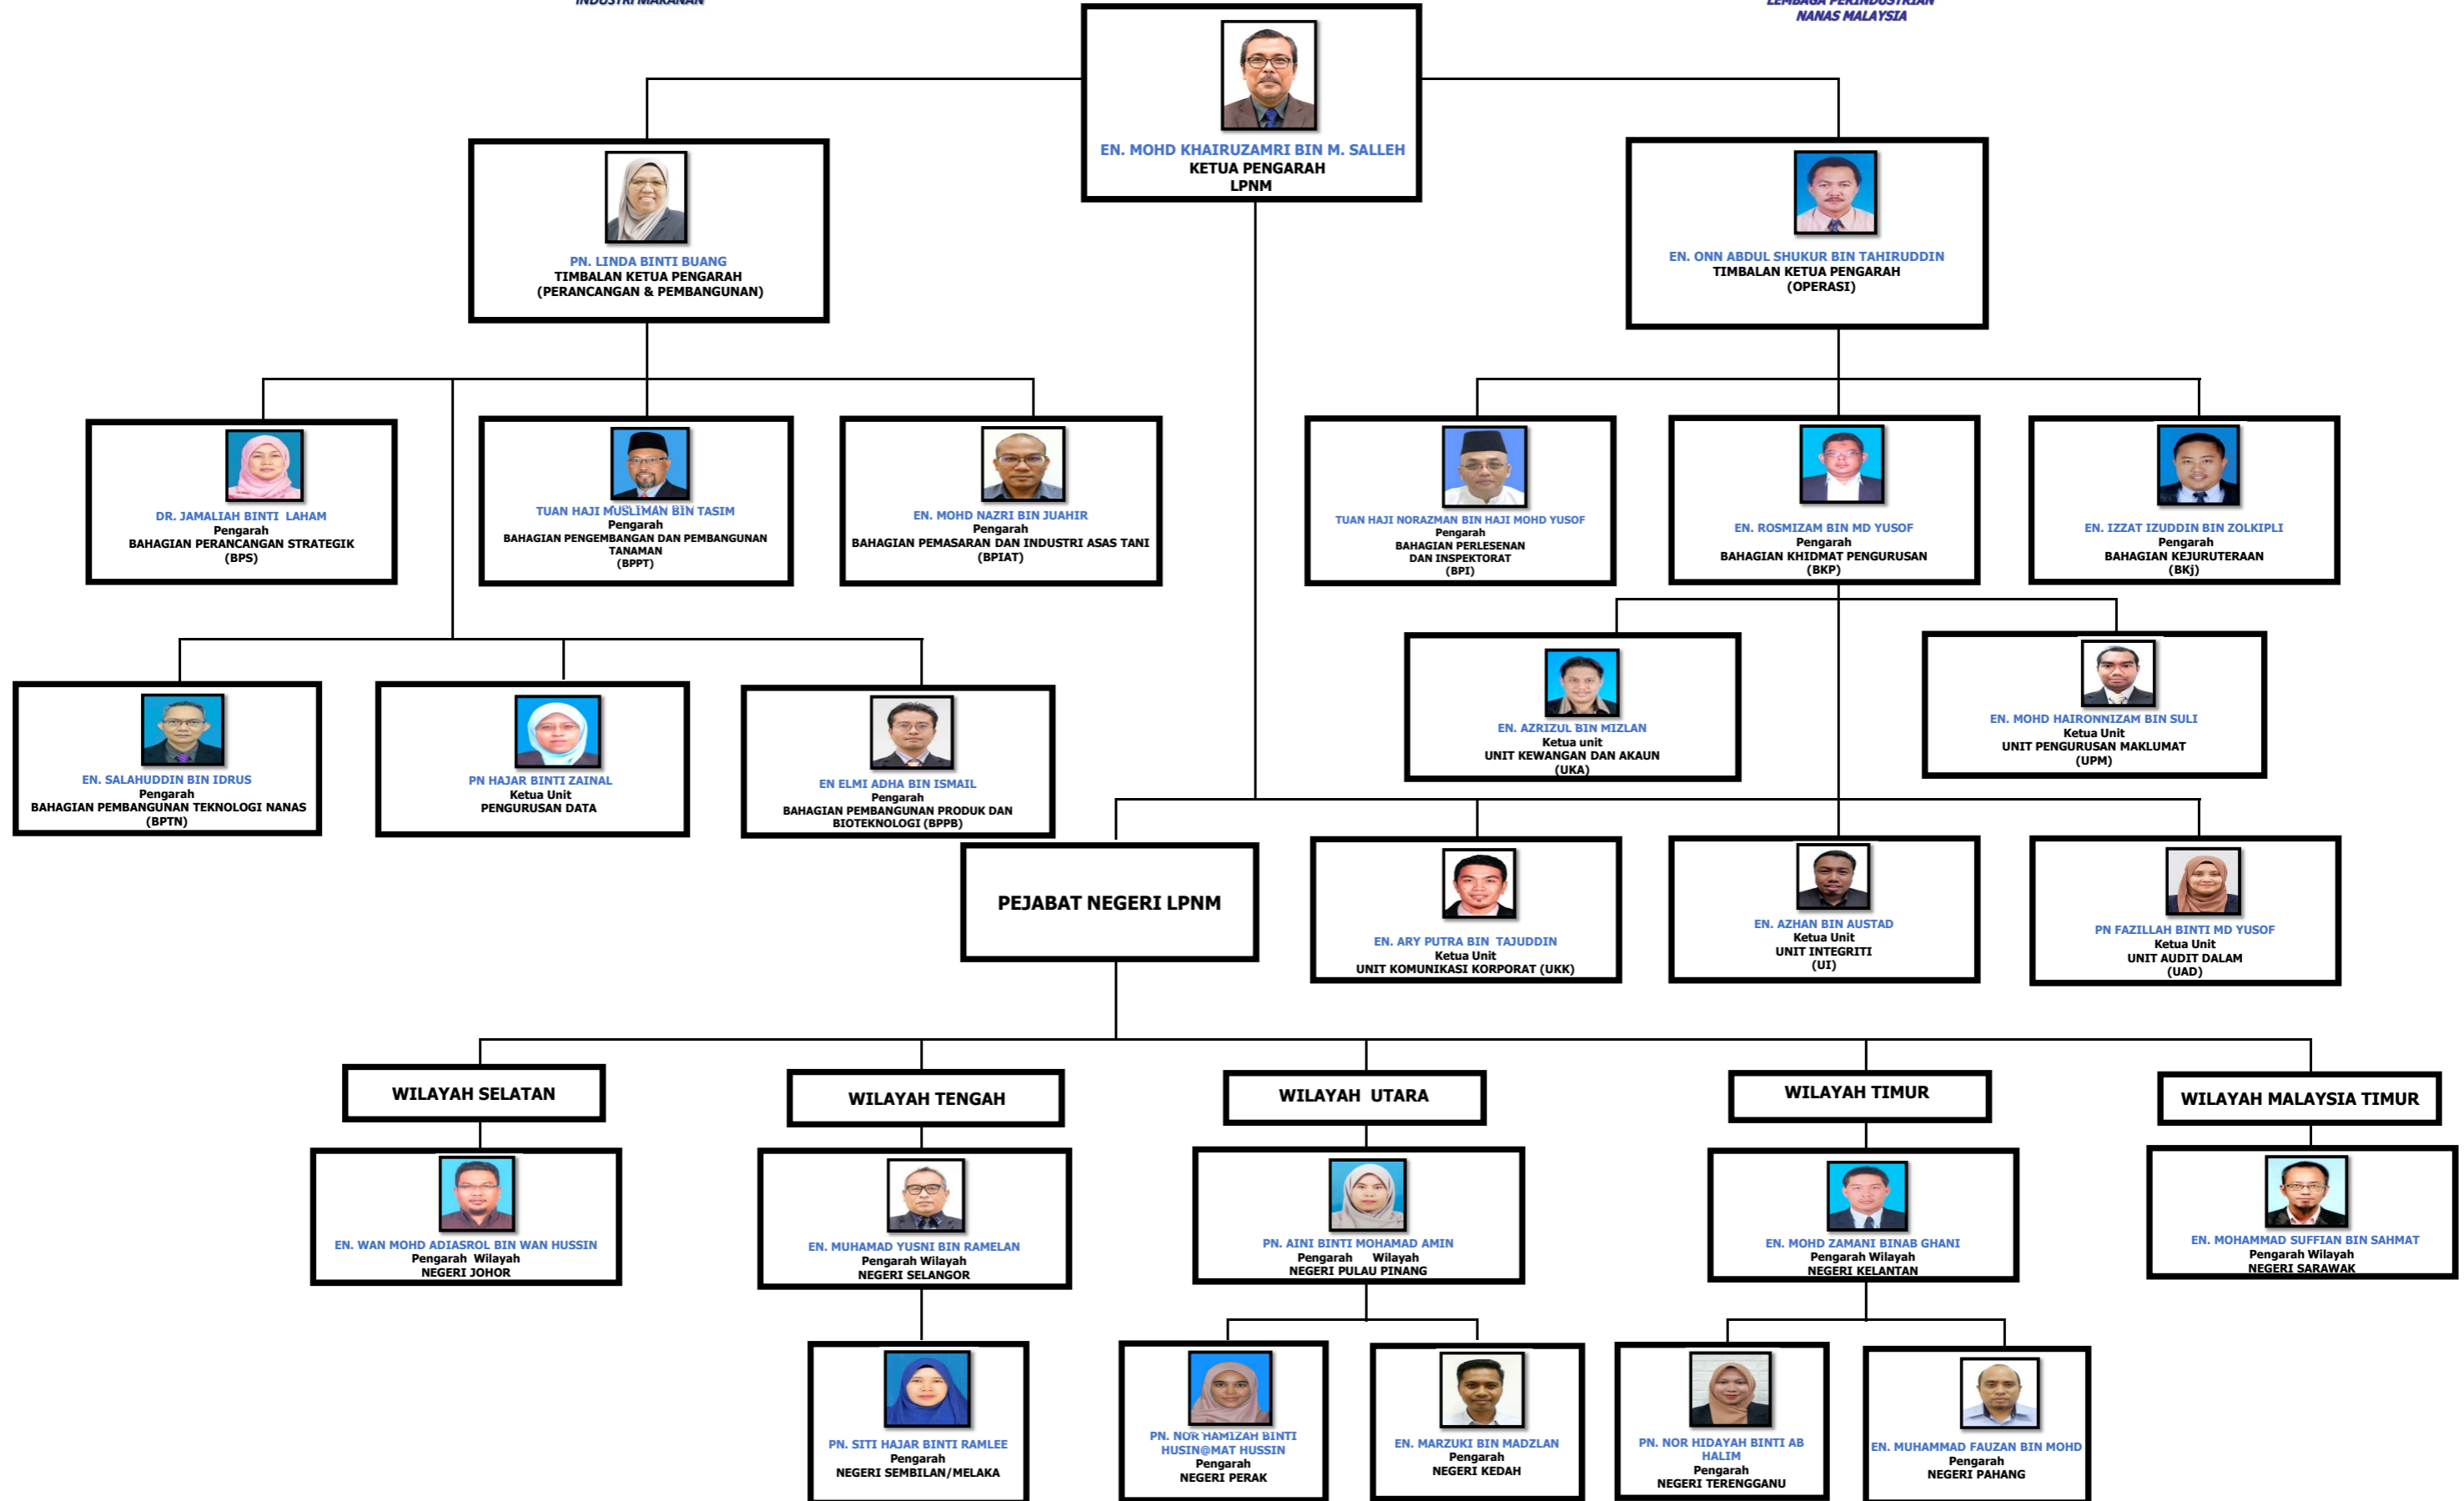 INDUSTRI MAKANAN
LEMBAGA PERINDUSTRIAN
NANAS MALAYSIA
EN. MOHD KHAIRUZAMRI BIN M. SALLEH
KETUA PENGARAH
LPNM
PN. LINDA BINTI BUANG
TIMBALAN KETUA PENGARAH
(PERANCANGAN & PEMBANGUNAN)
EN. ONN ABDUL SHUKUR BIN TAHIRUDDIN
TIMBALAN KETUA PENGARAH
(OPERASI)
DR. JAMALIAH BINTI LAHAM
Pengarah
BAHAGIAN PERANCANGAN STRATEGIK
(BPS)
TUAN HAJI MUSLIMAN BIN TASIM
Pengarah
BAHAGIAN PENGEMBANGAN DAN PEMBANGUNAN
TANAMAN
(BPPT)
EN. MOHD NAZRI BIN JUAHIR
Pengarah
BAHAGIAN PEMASARAN DAN INDUSTRI ASAS TANI
(BPIAT)
TUAN HAJI NORAZMAN BIN HAJI MOHD YUSOF
Pengarah
BAHAGIAN PERLESENAN
DAN INSPEKTORAT
(BPI)
EN. ROSMIZAM BIN MD YUSOF
Pengarah
BAHAGIAN KHIDMAT PENGURUSAN
(BKP)
EN. IZZAT IZUDDIN BIN ZOLKIPLI
Pengarah
BAHAGIAN KEJURUTERAAN
(BKj)
EN. AZRIZUL BIN MIZLAN
Ketua unit
UNIT KEWANGAN DAN AKAUN
(UKA)
EN. MOHD HAIRONNIZAM BIN SULI
Ketua Unit
UNIT PENGURUSAN MAKLUMAT
(UPM)
EN. SALAHUDDIN BIN IDRUS
Pengarah
BAHAGIAN PEMBANGUNAN TEKNOLOGI NANAS
(BPTN)
PN HAJAR BINTI ZAINAL
Ketua Unit
PENGURUSAN DATA
EN ELMI ADHA BIN ISMAIL
Pengarah
BAHAGIAN PEMBANGUNAN PRODUK DAN
BIOTEKNOLOGI (BPPB)
PEJABAT NEGERI LPNM
EN. ARY PUTRA BIN TAJUDDIN
Ketua Unit
UNIT KOMUNIKASI KORPORAT (UKK)
EN. AZHAN BIN AUSTAD
Ketua Unit
UNIT INTEGRITI
(UI)
PN FAZILLAH BINTI MD YUSOF
Ketua Unit
UNIT AUDIT DALAM
(UAD)
WILAYAH SELATAN
WILAYAH TENGAH
WILAYAH UTARA
WILAYAH TIMUR
WILAYAH MALAYSIA TIMUR
EN. WAN MOHD ADIASROL BIN WAN HUSSIN
Pengarah Wilayah
NEGERI JOHOR
EN. MUHAMAD YUSNI BIN RAMELAN
Pengarah Wilayah
NEGERI SELANGOR
PN. AINI BINTI MOHAMAD AMIN
Pengarah Wilayah
NEGERI PULAU PINANG
EN. MOHD ZAMANI BINAB GHANI
Pengarah Wilayah
NEGERI KELANTAN
EN. MOHAMMAD SUFFIAN BIN SAHMAT
Pengarah Wilayah
NEGERI SARAWAK
PN. SITI HAJAR BINTI RAMLEE
Pengarah
NEGERI SEMBILAN/MELAKA
PN. NOR HAMIZAH BINTI
HUSIN@MAT HUSSIN
Pengarah
NEGERI PERAK
EN. MARZUKI BIN MADZLAN
Pengarah
NEGERI KEDAH
PN. NOR HIDAYAH BINTI AB
HALIM
Pengarah
NEGERI TERENGGANU
EN. MUHAMMAD FAUZAN BIN MOHD
Pengarah
NEGERI PAHANG